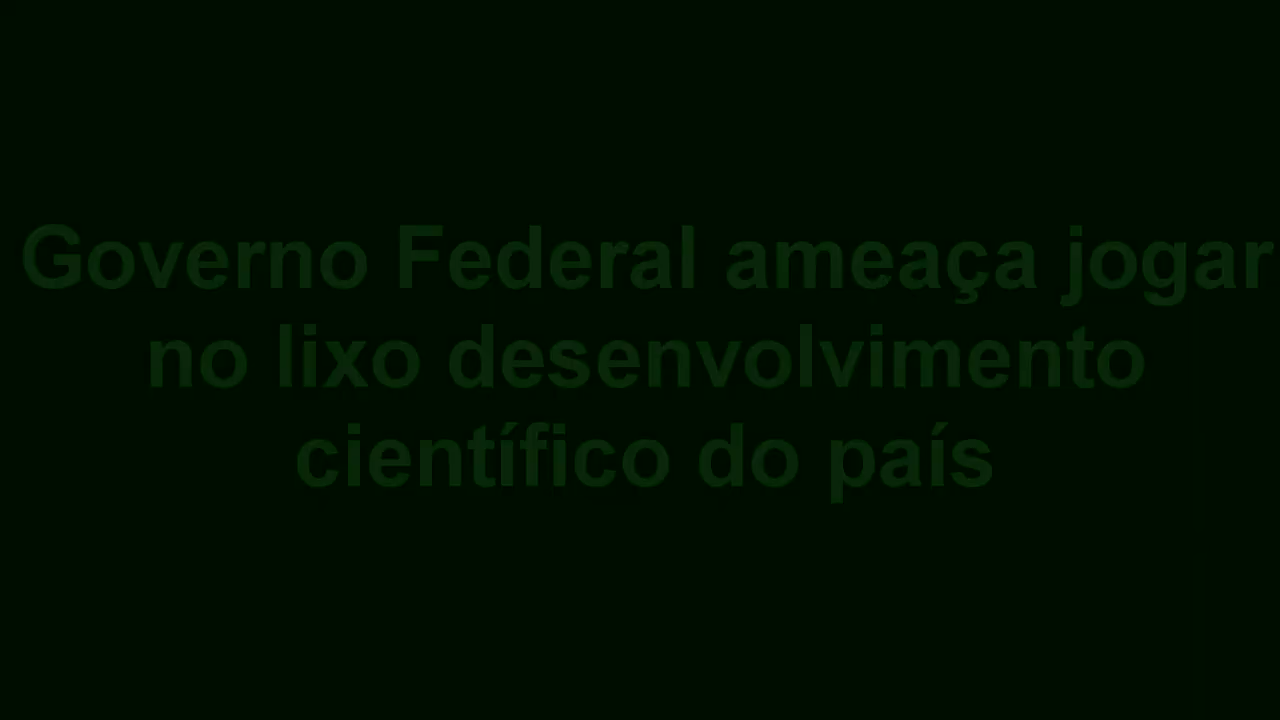 Governo Federal ameaça jogar
no lixo desenvolvimento
científico do país